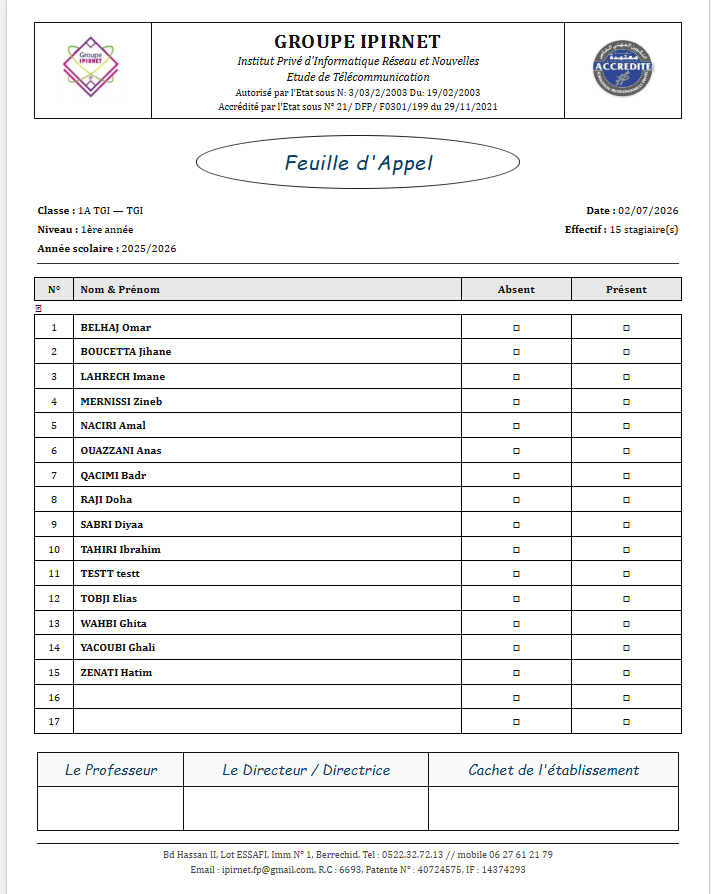 Groupe
IPIRNET
GROUPE IPIRNET
Institut Privé d'Informatique Réseau et Nouvelles
Etude de Télécommunication
Autorisé par l'Etat sous N: 3/03/2/2003 Du: 19/02/2003
Accrédité par l'Etat sous N° 21/ DFP/ F0301/199 du 29/11/2021
ACCREDITE
Feuille d'Appel
Classe : 1A TGI — TGI
Date : 02/07/2026
Niveau : 1ère année
Effectif : 15 stagiaire(s)
Année scolaire : 2025/2026
N° Nom & Prénom Absent Présent
1 BELHAJ Omar □ □
2 BOUCETTA Jihane □ □
3 LAHRECH Imane □ □
4 MERNISSI Zineb □ □
5 NACIRI Amal □ □
6 OUAZZANI Anas □ □
7 QACIMI Badr □ □
8 RAJI Doha □ □
9 SABRI Diyaa □ □
10 TAHIRI Ibrahim □ □
11 TESTT testt □ □
12 TOBJI Elias □ □
13 WAHBI Ghita □ □
14 YACOUBI Ghali □ □
15 ZENATI Hatim □ □
16 □ □
17 □ □
Le Professeur Le Directeur / Directrice Cachet de l'établissement
Bd Hassan II, Lot ESSAFI, Imm N° 1, Berrechid. Tel : 0522.32.72.13 // mobile 06 27 61 21 79
Email : ipirnet.fp@gmail.com, R.C : 6693, Patente N° : 40724575, IF : 14374293